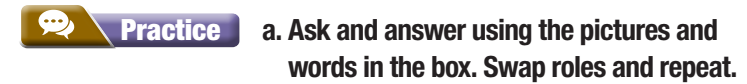 Practice a. Ask and answer using the pictures and
words in the box. Swap roles and repeat.